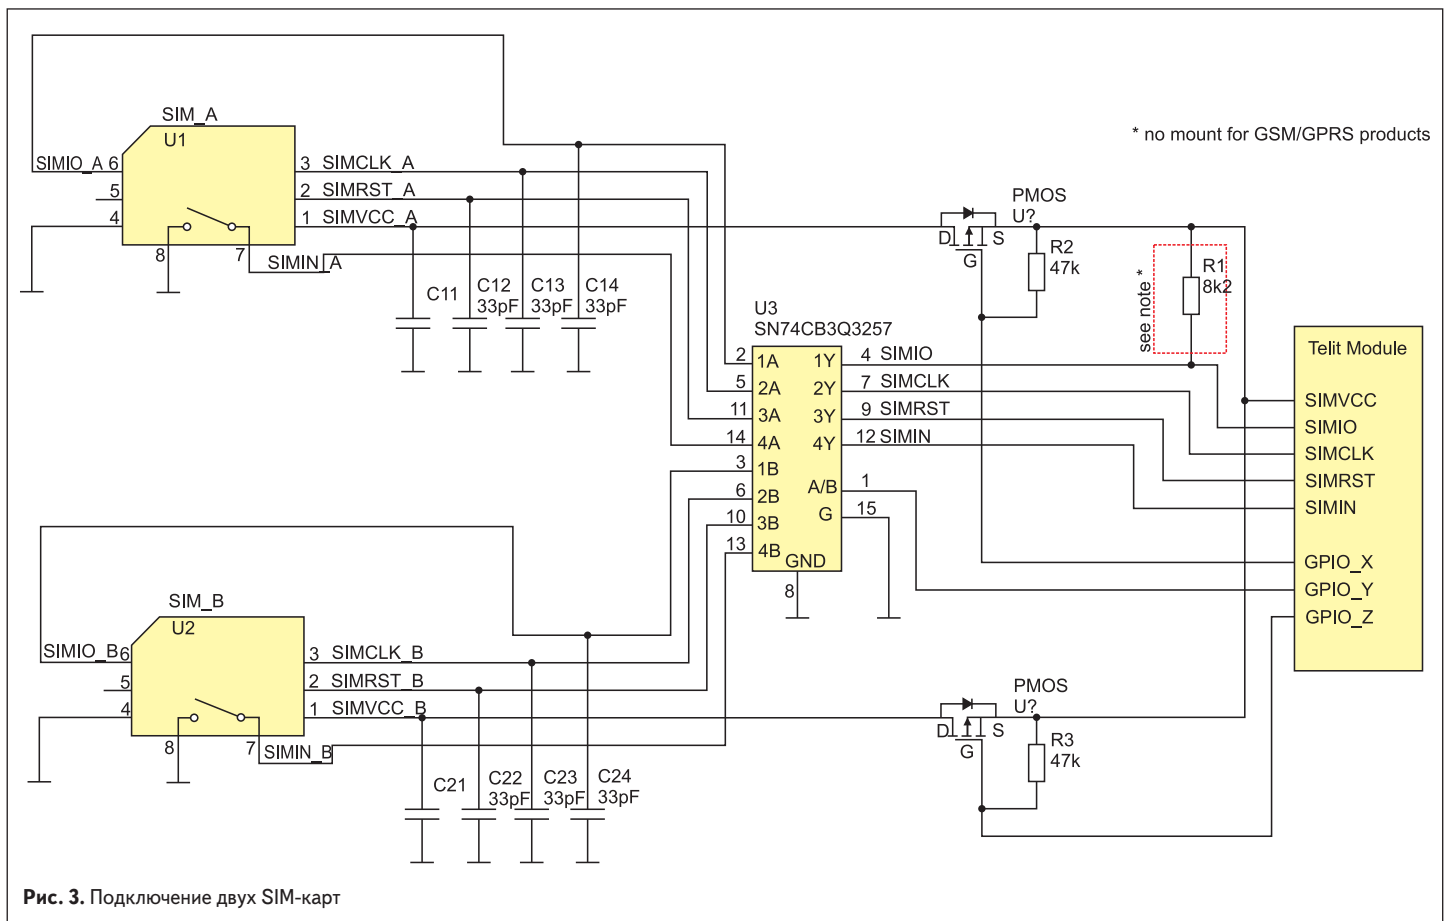 SIM_A
U1
SIMIO_A 6
5
4
3 SIMCLK_A
2 SIMRST_A
1 SIMVCC_A
8
7
SIMIN_A
C11
C12
33pF
C13
33pF
C14
33pF
* no mount for GSM/GPRS products
PMOS
U?
D
S
G
R2
47k
R1
8k2
see note *
U3
SN74CB3Q3257
2 1A
5 2A
11 3A
14 4A
3 1B
6 2B
10 3B
13 4B
1Y 4 SIMIO
2Y 7 SIMCLK
3Y 9 SIMRST
4Y 12 SIMIN
A/B 1
G 15
GND
8
Telit Module
SIMVCC
SIMIO
SIMCLK
SIMRST
SIMIN
GPIO_X
GPIO_Y
GPIO_Z
SIM_B
U2
SIMIO_B 6
5
4
3 SIMCLK_B
2 SIMRST_B
1 SIMVCC_B
8
7
SIMIN_B
C21
C22
33pF
C23
33pF
C24
33pF
PMOS
U?
D
S
G
R3
47k
Рис. 3. Подключение двух SIM-карт